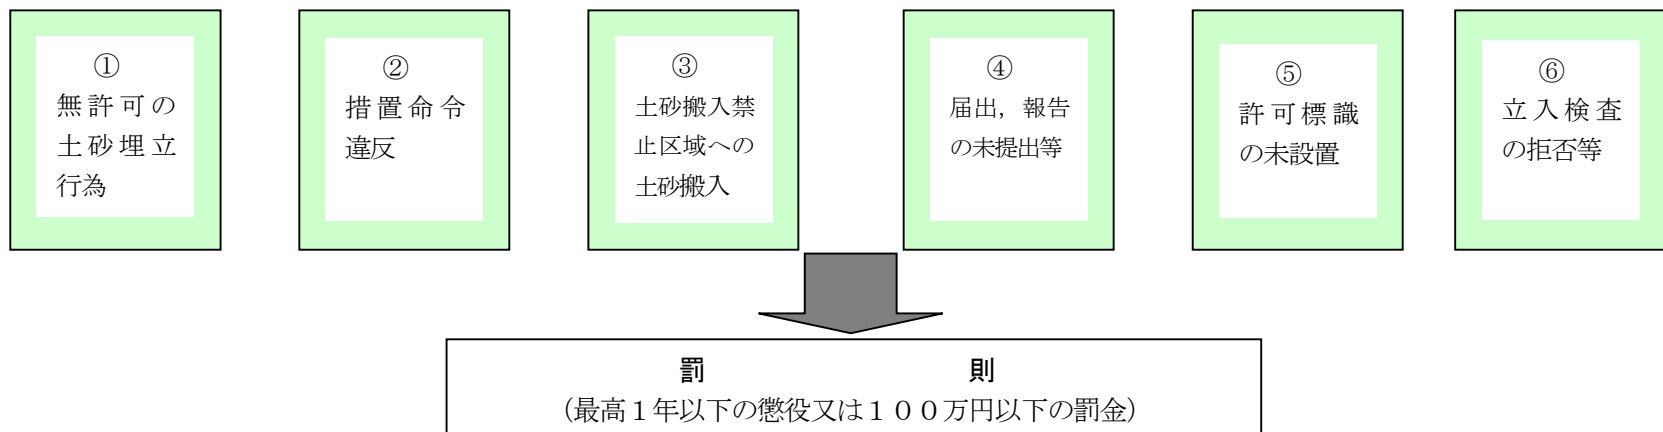 ①
無許可の
土砂埋立
行為
②
措置命令
違反
③
土砂搬入禁
止区域への
土砂搬入
④
届出，報告
の未提出等
⑤
許可標識
の未設置
⑥
立入検査
の拒否等
罰　則
（最高１年以下の懲役又は１００万円以下の罰金）